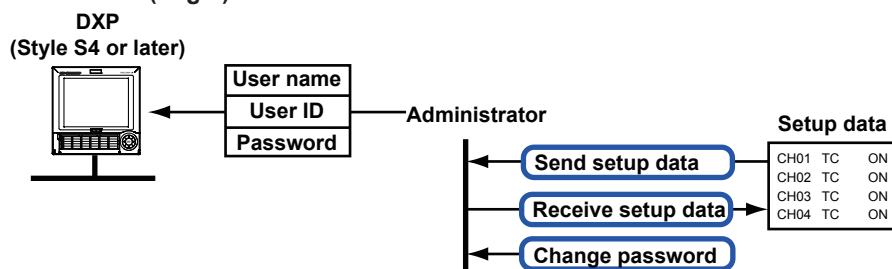 DXP
(Style S4 or later)
User name
User ID
Password
Administrator
Setup data
Send setup data
Receive setup data
Change password
CH01 TC ON
CH02 TC ON
CH03 TC ON
CH04 TC ON